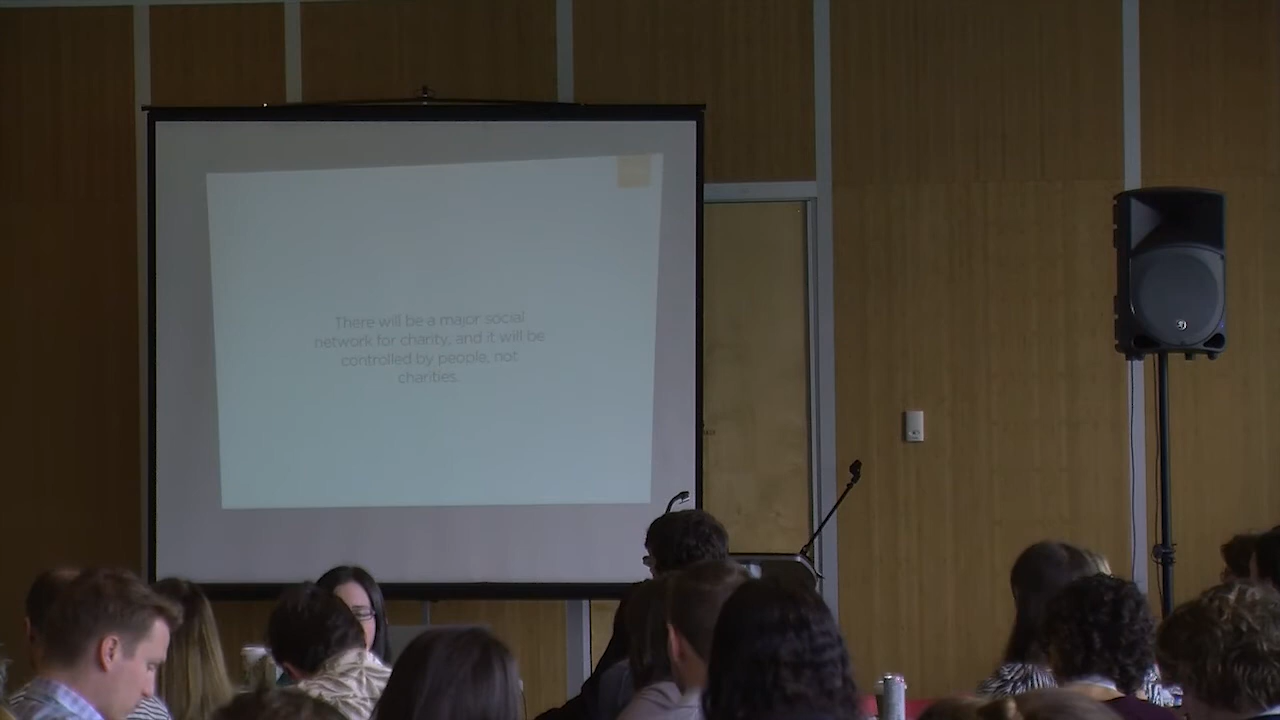 There will be a major social
network for charity, and it will be
controlled by people, not
charities.